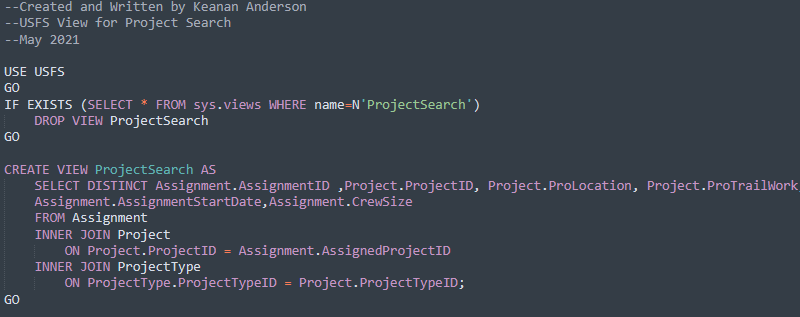 --Created and Written by Keanan Anderson
--USFS View for Project Search
--May 2021
USE USFS
GO
IF EXISTS (SELECT * FROM sys.views WHERE name=N'ProjectSearch')
DROP VIEW ProjectSearch
GO
CREATE VIEW ProjectSearch AS
SELECT DISTINCT Assignment.AssignmentID ,Project.ProjectID, Project.ProLocation, Project.ProTrailWork,
Assignment.AssignmentStartDate,Assignment.CrewSize
FROM Assignment
INNER JOIN Project
ON Project.ProjectID = Assignment.AssignedProjectID
INNER JOIN ProjectType
ON ProjectType.ProjectTypeID = Project.ProjectTypeID;
GO